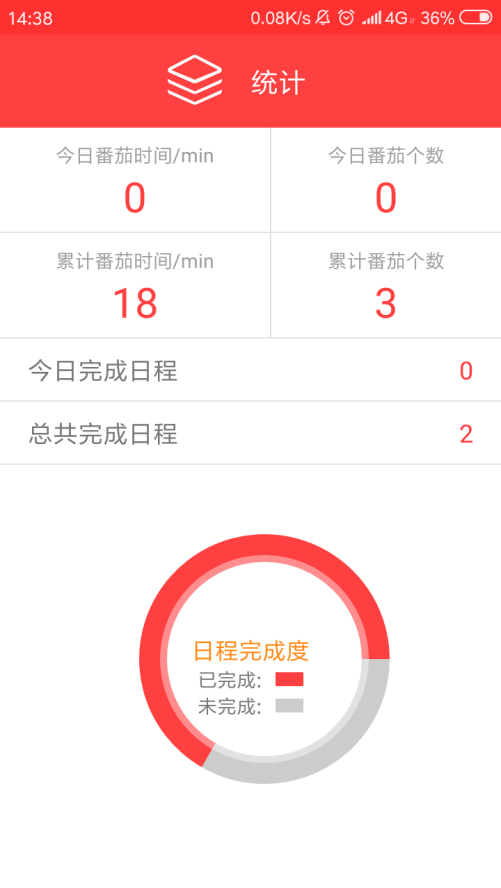 14:38 0.08K/s 4G 36%
统计
今日番茄时间/min 今日番茄个数
0 0
累计番茄时间/min 累计番茄个数
18 3
今日完成日程 0
总共完成日程 2
日程完成度
已完成:
未完成: